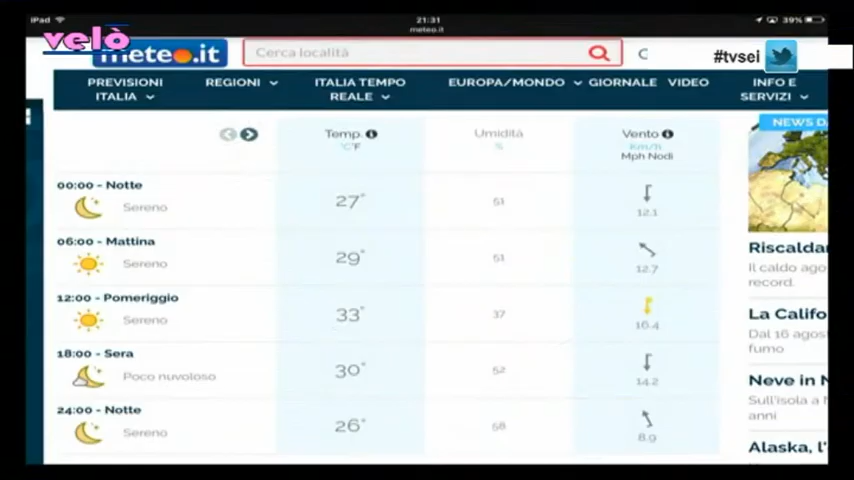 iPad
21:31
39%
meteo.it
velò
meteo.it
Cerca località
#tvsei
PREVISIONI ITALIA
REGIONI
ITALIA TEMPO REALE
EUROPA/MONDO
GIORNALE
VIDEO
INFO E SERVIZI
NEWS DA
Temp.
°C°F
Umidità
%
Vento
Km/h
Mph Nodi
00:00 - Notte
Sereno
27°
51
12.1
06:00 - Mattina
Sereno
29°
51
12.7
12:00 - Pomeriggio
Sereno
33°
37
16.4
18:00 - Sera
Poco nuvoloso
30°
52
14.2
24:00 - Notte
Sereno
26°
58
8.9
Riscaldar
Il caldo ago
record.
La Califo
Dal 16 agos
fumo
Neve in N
Sull'isola a
anni
Alaska, l'